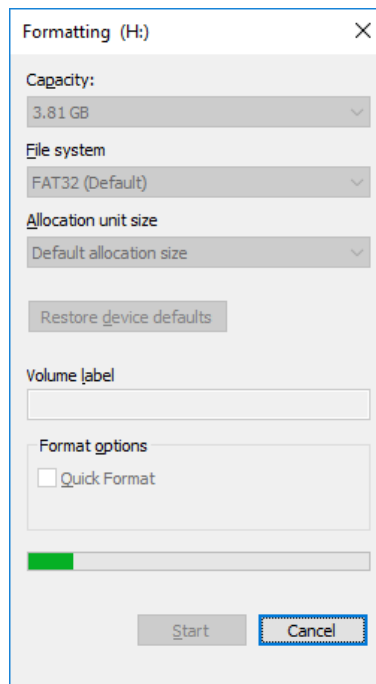 Formatting (H:)
Capacity:
3.81 GB
File system
FAT32 (Default)
Allocation unit size
Default allocation size
Restore device defaults
Volume label
Format options
Quick Format
Start
Cancel